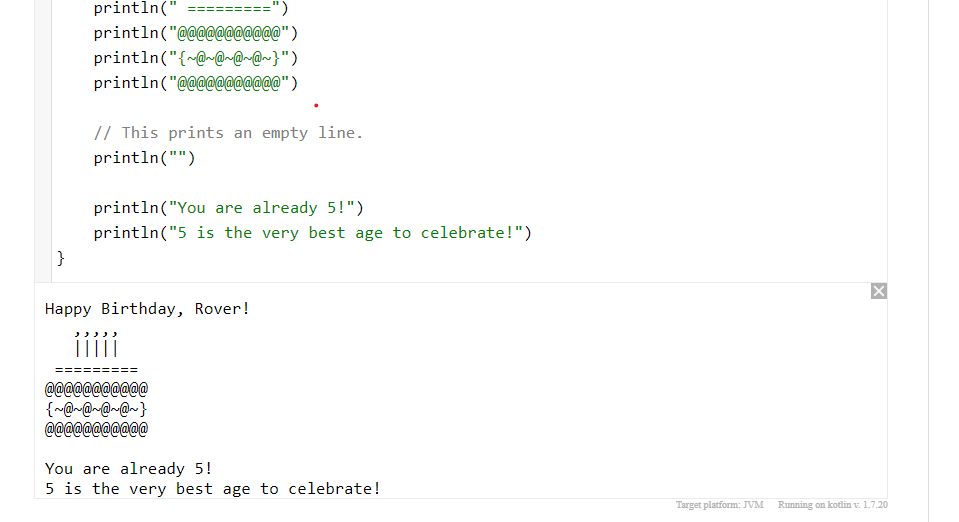 println(" =========")
    println("@@@@@@@@@@@")
    println("{~@~@~@~@~}")
    println("@@@@@@@@@@@")
    // This prints an empty line.
    println("")
    println("You are already 5!")
    println("5 is the very best age to celebrate!")
}
Happy Birthday, Rover!
   ,,,,,
   |||||
 =========
@@@@@@@@@@@
{~@~@~@~@~}
@@@@@@@@@@@
You are already 5!
5 is the very best age to celebrate!
Target platform: JVM Running on kotlin v. 1.7.20